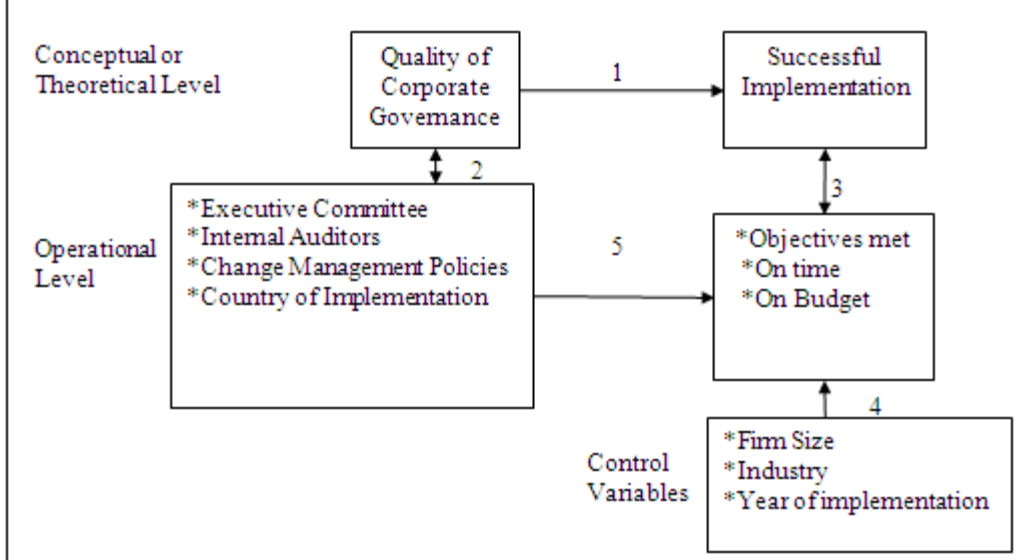 Conceptual or
Theoretical Level
Quality of
Corporate
Governance
1
Successful
Implementation
2
3
Operational
Level
*Executive Committee
*Internal Auditors
*Change Management Policies
*Country of Implementation
5
*Objectives met
*On time
*On Budget
4
Control
Variables
*Firm Size
*Industry
*Year of implementation